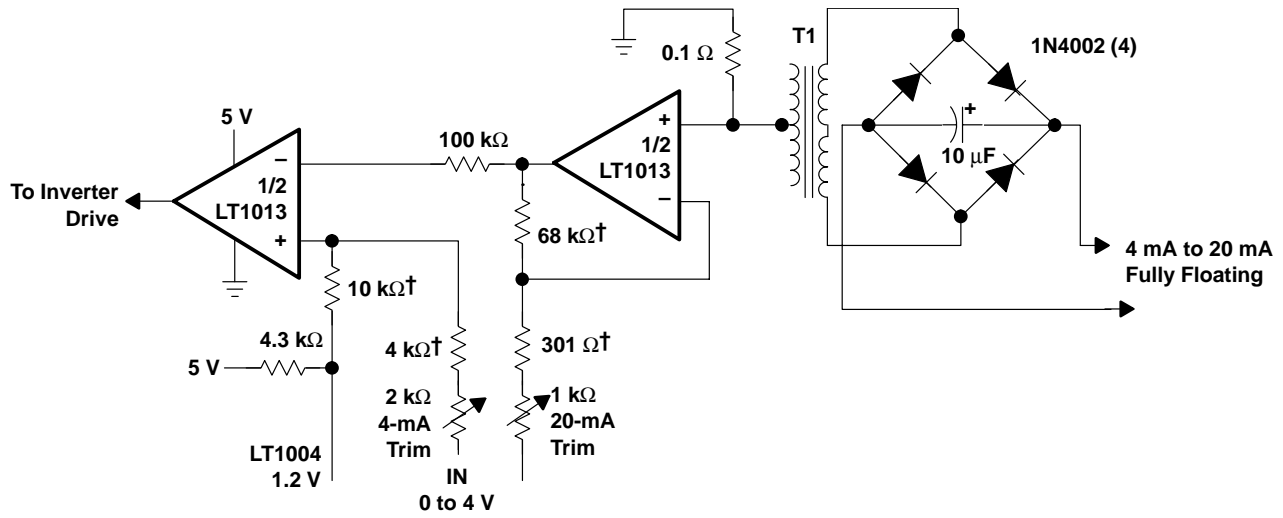 T1
0.1 Ω
1N4002 (4)
5 V
100 kΩ
+
1/2
LT1013
−
+
10 μF
−
1/2
LT1013
+
To Inverter
Drive
68 kΩ†
10 kΩ†
4 mA to 20 mA
Fully Floating
4.3 kΩ
5 V
4 kΩ†
301 Ω†
2 kΩ
4-mA
Trim
1 kΩ
20-mA
Trim
LT1004
1.2 V
IN
0 to 4 V